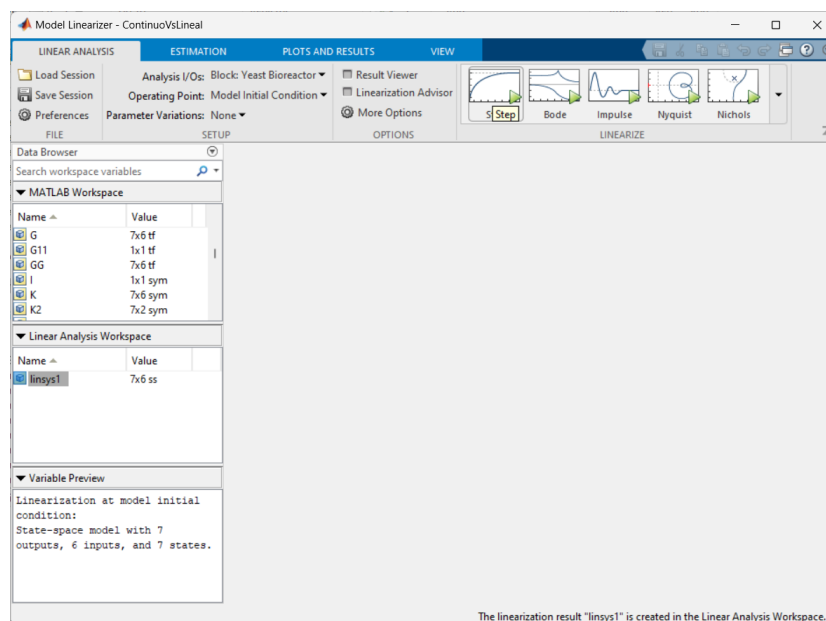 Model Linearizer - ContinuoVsLineal
LINEAR ANALYSIS ESTIMATION PLOTS AND RESULTS VIEW
Load Session Analysis I/Os: Block: Yeast Bioreactor Result Viewer
Save Session Operating Point: Model Initial Condition Linearization Advisor
Preferences Parameter Variations: None More Options
Step Bode Impulse Nyquist Nichols
FILE SETUP OPTIONS LINEARIZE
Data Browser
Search workspace variables
MATLAB Workspace
Name Value
G 7x6 tf
G11 1x1 tf
GG 7x6 tf
I 1x1 sym
K 7x6 sym
K2 7x2 sym
Linear Analysis Workspace
Name Value
linsys1 7x6 ss
Variable Preview
Linearization at model initial
condition:
State-space model with 7
outputs, 6 inputs, and 7 states.
The linearization result "linsys1" is created in the Linear Analysis Workspace.